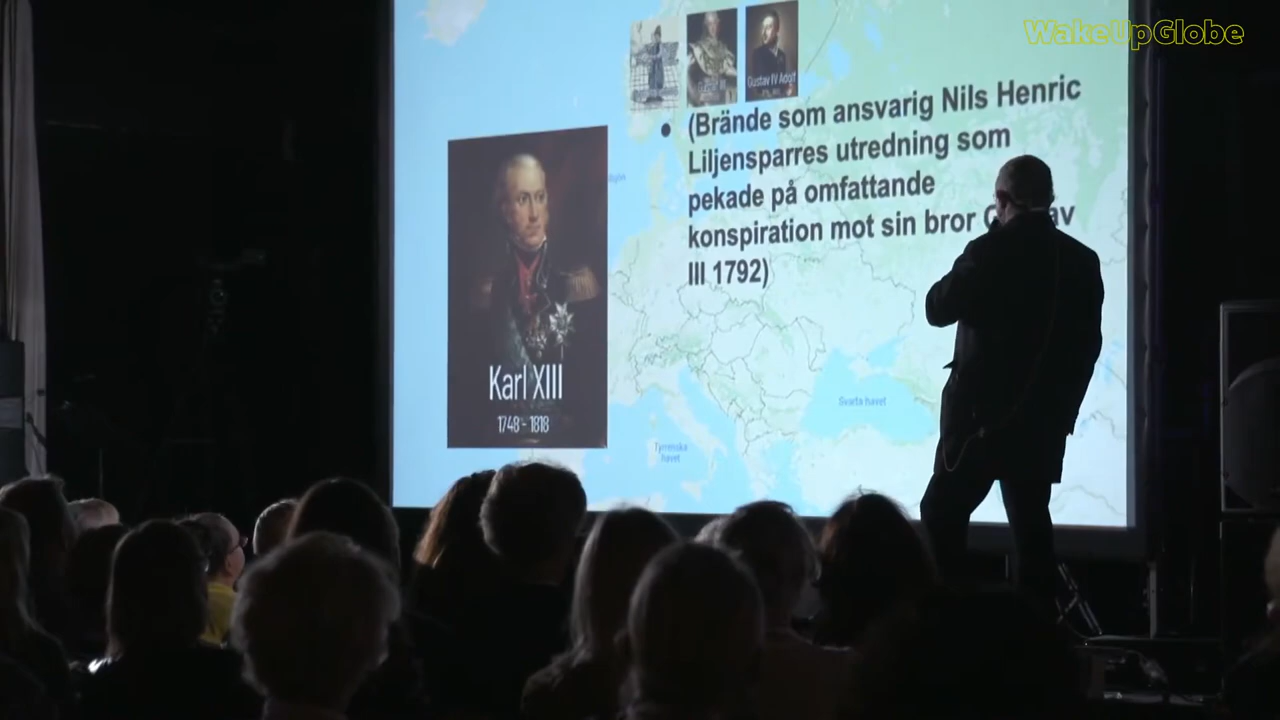 WakeUpGlobe
Gustav IV Adolf
• (Brände som ansvarig Nils Henric
Liljensparres utredning som
pekade på omfattande
konspiration mot sin bror G av
III 1792)
Karl XIII
1748 - 1818
Svarta havet
Tyrrenska
havet